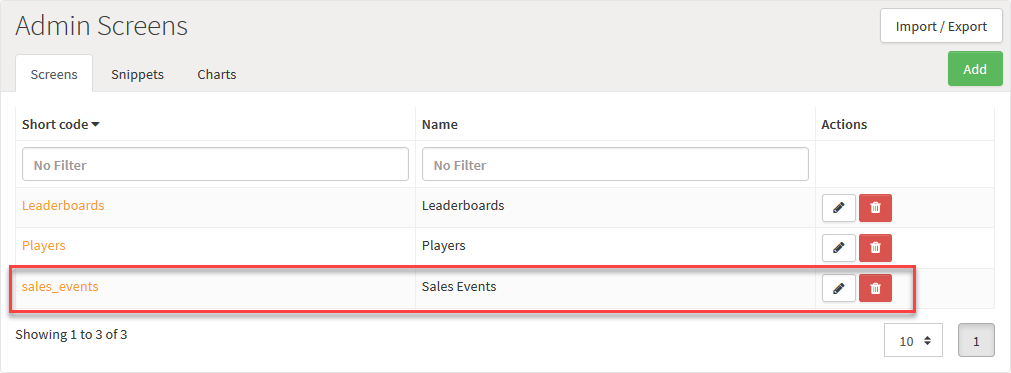 Admin Screens
Import / Export
Screens Snippets Charts
Add
Short code Name Actions
No Filter No Filter
Leaderboards Leaderboards
Players Players
sales_events Sales Events
Showing 1 to 3 of 3
10 1